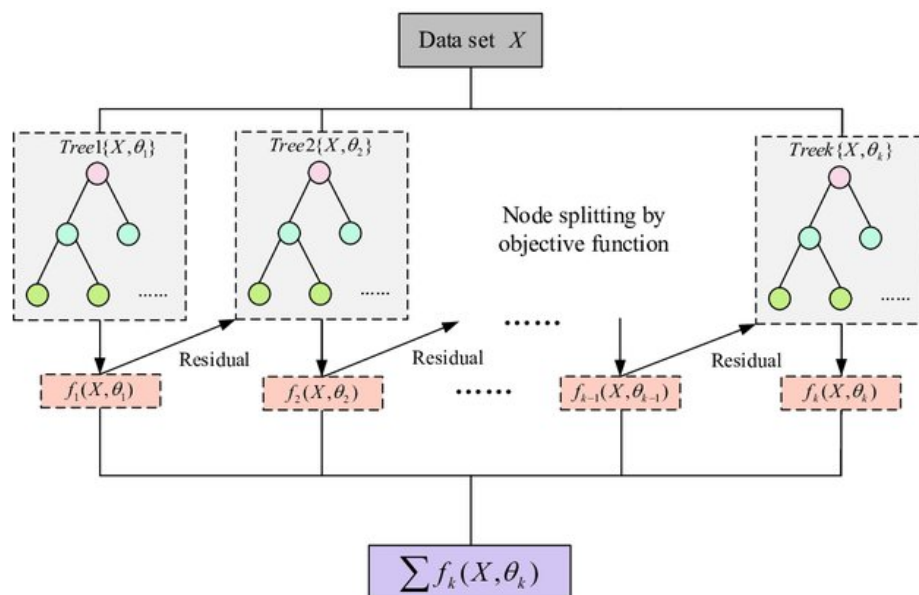 Data set X
Tree1{X,θ₁}
Tree2{X,θ₂}
Treek{X,θₖ}
Node splitting by
objective function
......
......
......
......
Residual
Residual
Residual
f₁(X,θ₁)
f₂(X,θ₂)
......
fₖ₋₁(X,θₖ₋₁)
fₖ(X,θₖ)
∑fₖ(X,θₖ)